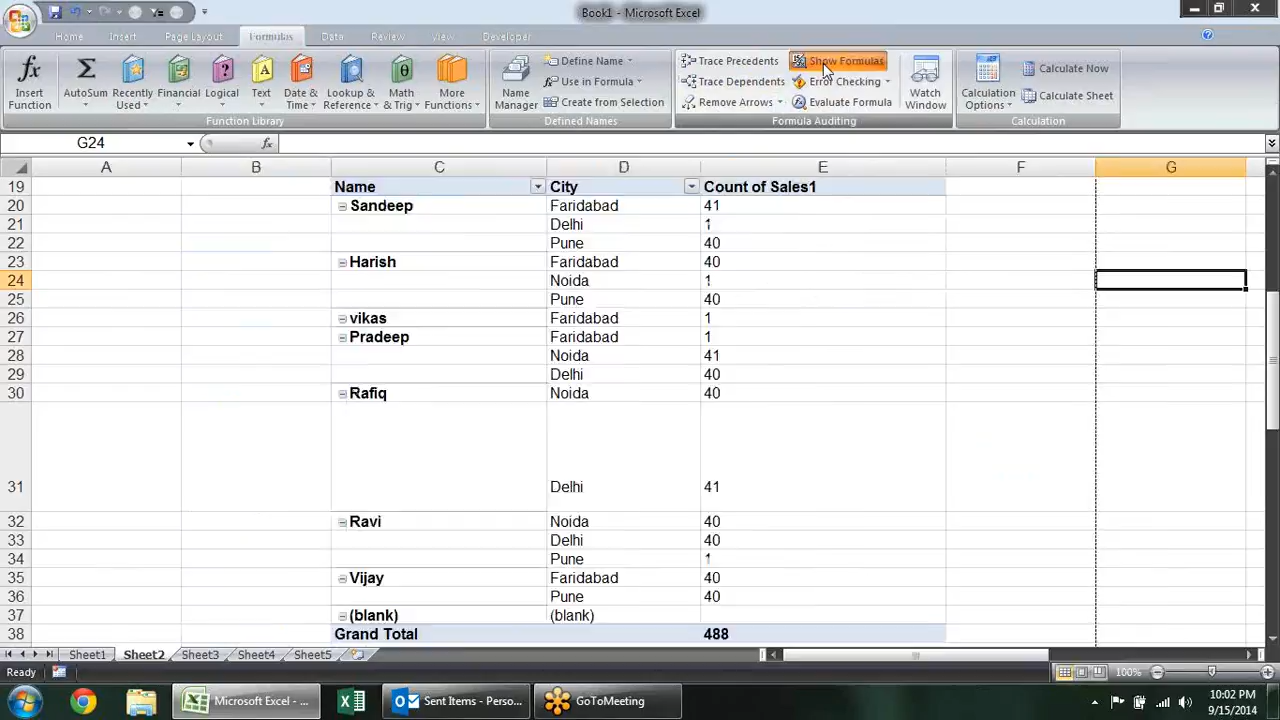 Book1 - Microsoft Excel
Home Insert Page Layout Formulas Data Review View Developer
Insert Function
AutoSum
Recently Used
Financial
Logical
Text
Date & Time
Lookup & Reference
Math & Trig
More Functions
Function Library
Name Manager
Define Name
Use in Formula
Create from Selection
Defined Names
Trace Precedents
Trace Dependents
Remove Arrows
Show Formulas
Error Checking
Evaluate Formula
Watch Window
Formula Auditing
Calculation Options
Calculate Now
Calculate Sheet
Calculation
G24 fx
A B C D E F G
19 Name City Count of Sales1
20 Sandeep Faridabad 41
21 Delhi 1
22 Pune 40
23 Harish Faridabad 40
24 Noida 1
25 Pune 40
26 vikas Faridabad 1
27 Pradeep Faridabad 1
28 Noida 41
29 Delhi 40
30 Rafiq Noida 40
31 Delhi 41
32 Ravi Noida 40
33 Delhi 40
34 Pune 1
35 Vijay Faridabad 40
36 Pune 40
37 (blank) (blank)
38 Grand Total 488
Sheet1 Sheet2 Sheet3 Sheet4 Sheet5
Ready 100%
Microsoft Excel - ... Sent Items - Perso... GoToMeeting
10:02 PM
9/15/2014